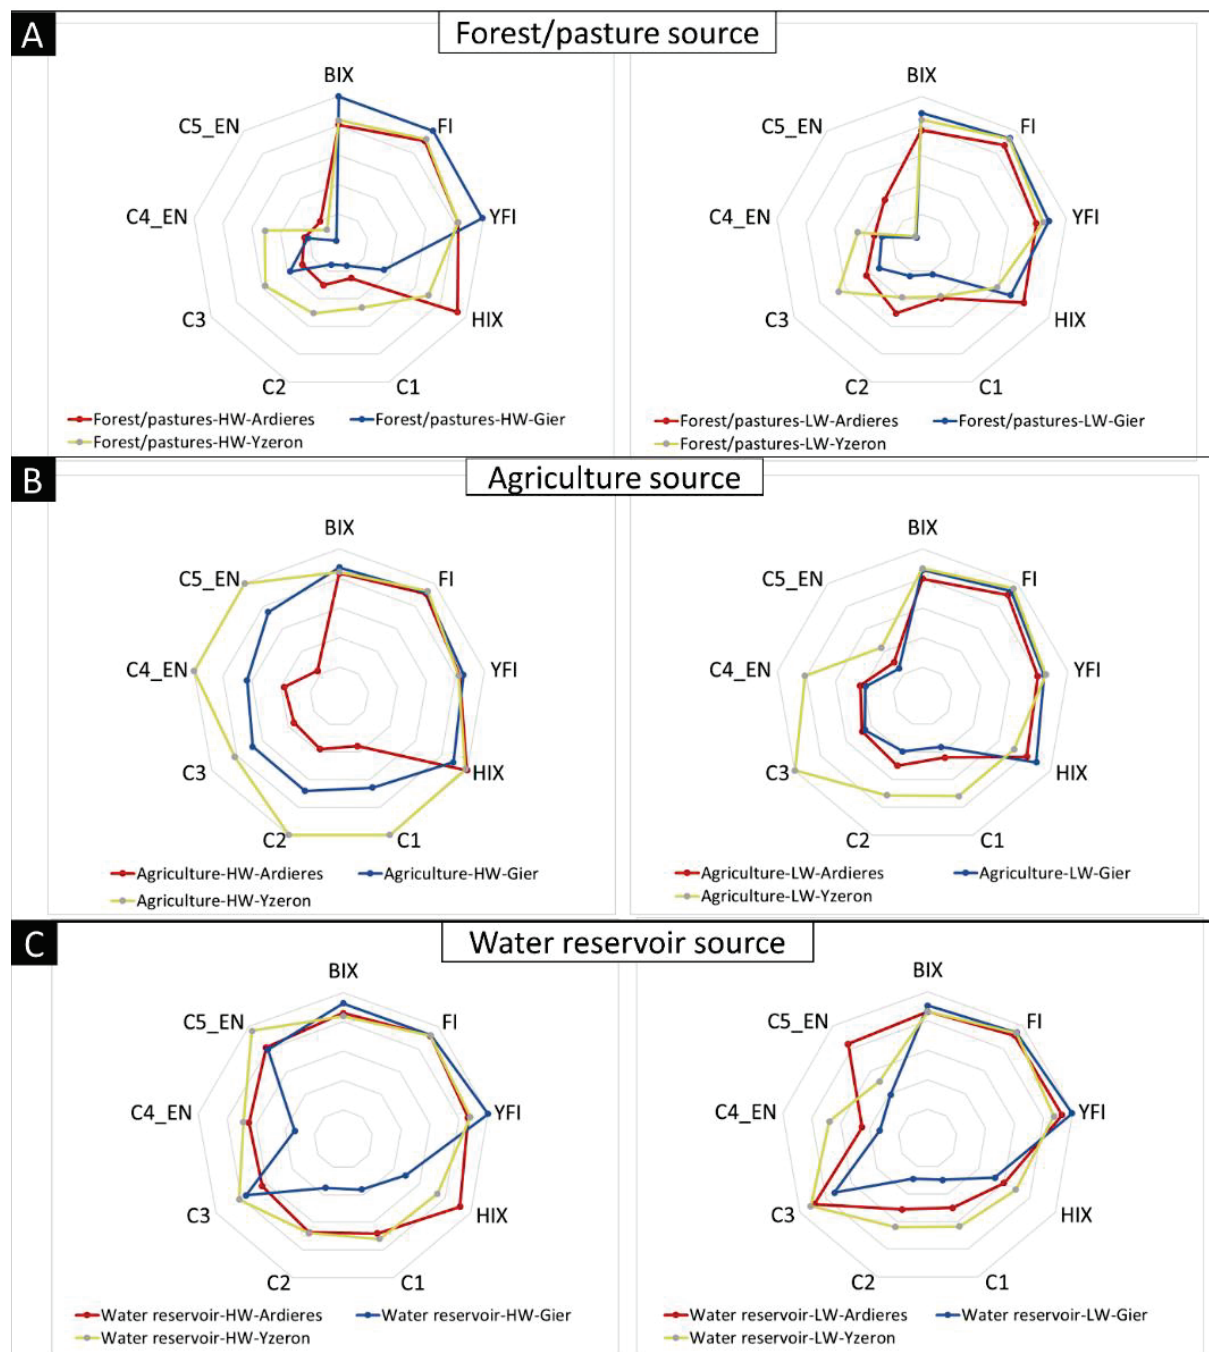 A
Forest/pasture source
BIX
FI
YFI
HIX
C1
C2
C3
C4_EN
C5_EN
Forest/pastures-HW-Ardieres
Forest/pastures-HW-Gier
Forest/pastures-HW-Yzeron
BIX
FI
YFI
HIX
C1
C2
C3
C4_EN
C5_EN
Forest/pastures-LW-Ardieres
Forest/pastures-LW-Gier
Forest/pastures-LW-Yzeron
B
Agriculture source
BIX
FI
YFI
HIX
C1
C2
C3
C4_EN
C5_EN
Agriculture-HW-Ardieres
Agriculture-HW-Gier
Agriculture-HW-Yzeron
BIX
FI
YFI
HIX
C1
C2
C3
C4_EN
C5_EN
Agriculture-LW-Ardieres
Agriculture-LW-Gier
Agriculture-LW-Yzeron
C
Water reservoir source
BIX
FI
YFI
HIX
C1
C2
C3
C4_EN
C5_EN
Water reservoir-HW-Ardieres
Water reservoir-HW-Gier
Water reservoir-HW-Yzeron
BIX
FI
YFI
HIX
C1
C2
C3
C4_EN
C5_EN
Water reservoir-LW-Ardieres
Water reservoir-LW-Gier
Water reservoir-LW-Yzeron